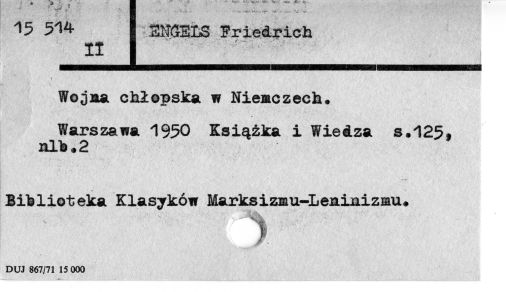 15 514
II
ENGELS Friedrich
Wojna chłopska w Niemczech.
Warszawa 1950 Książka i Wiedza s.125,
nlb.2
Biblioteka Klasyków Marksizmu-Leninizmu.
DUJ 867/71 15 000